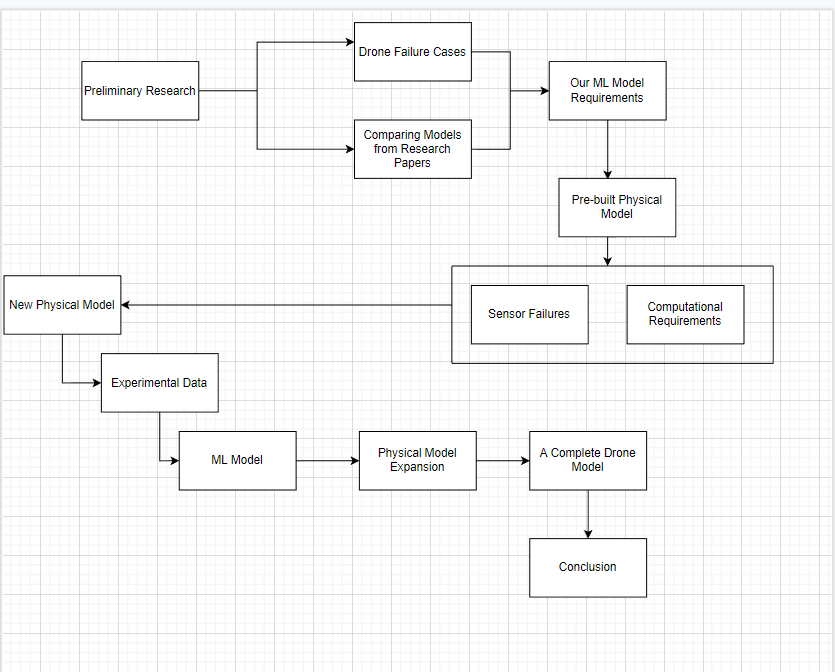 Drone Failure Cases
Preliminary Research
Our ML Model
Requirements
Comparing Models
from Research
Papers
Pre-built Physical
Model
New Physical Model
Sensor Failures
Computational
Requirements
Experimental Data
ML Model
Physical Model
Expansion
A Complete Drone
Model
Conclusion